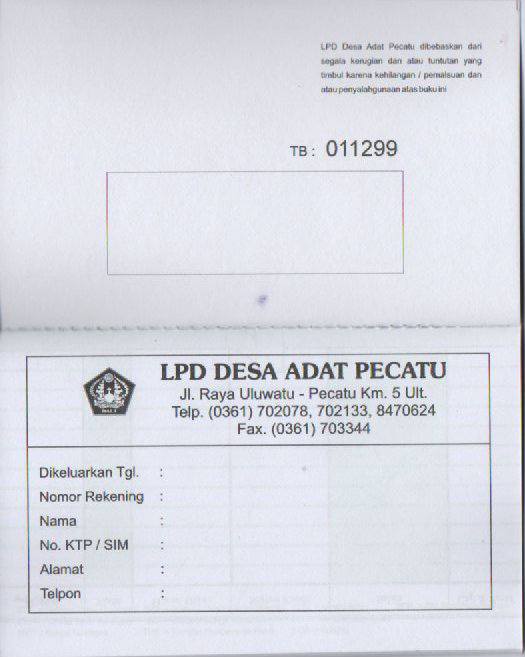 LPD Desa Adat Pecatu dibebaskan dari
segala kerugian dan atau tuntutan yang
timbul karena kehilangan / pemalsuan dan
atau penyalahgunaan atas buku ini
TB : 011299
LPD DESA ADAT PECATU
Jl. Raya Uluwatu - Pecatu Km. 5 Ult.
Telp. (0361) 702078, 702133, 8470624
Fax. (0361) 703344
BALI
Dikeluarkan Tgl. :
Nomor Rekening :
Nama :
No. KTP / SIM :
Alamat :
Telpon :